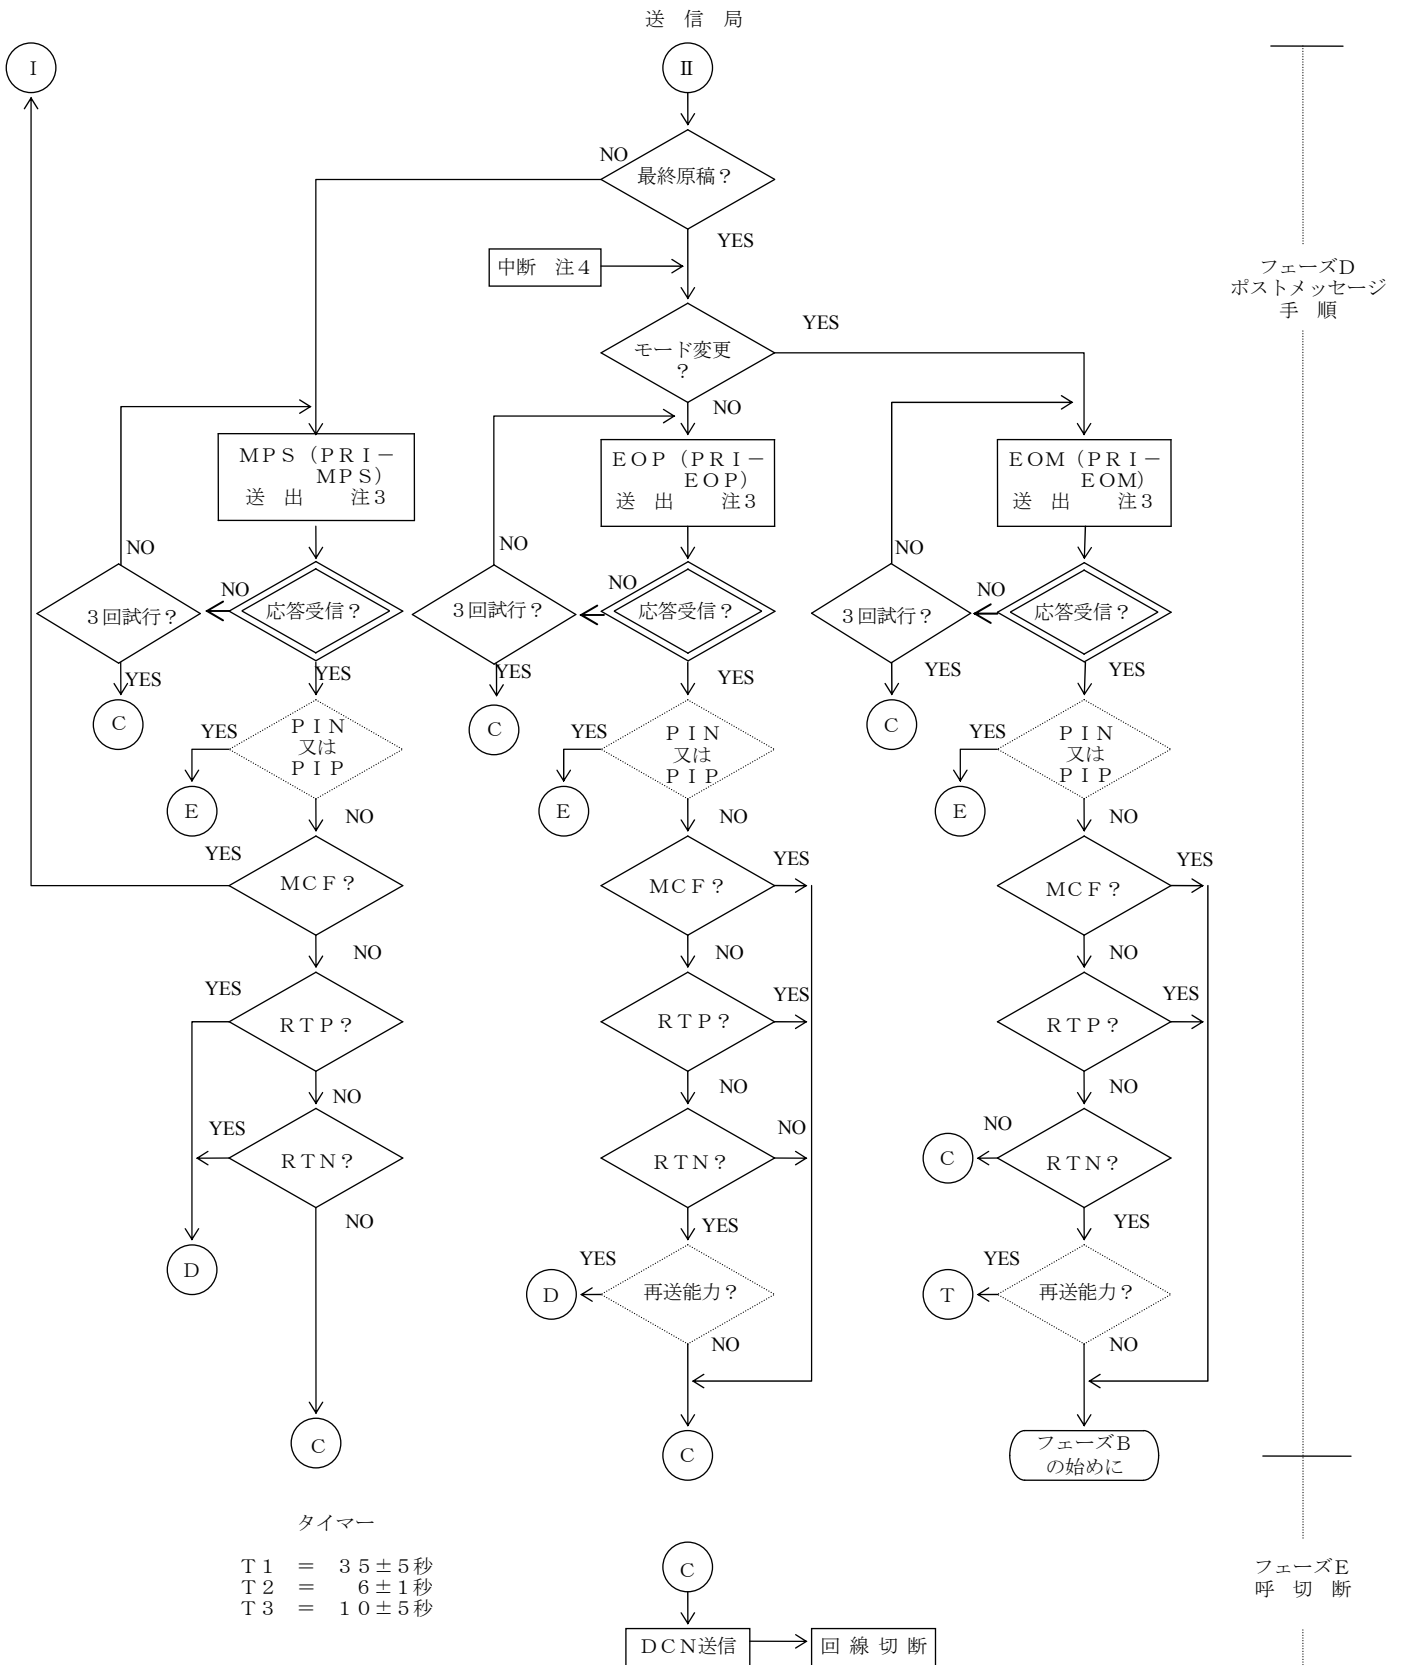 送 信 局
I
II
NO
最終原稿？
YES
中断 注４
フェーズD
ポストメッセージ
手 順
YES
モード変更
？
NO
ＭＰＳ（ＰＲＩ－
ＭＰＳ）
送 出 注３
ＥＯＰ（ＰＲＩ－
ＥＯＰ）
送 出 注３
ＥＯＭ（ＰＲＩ－
ＥＯＭ）
送 出 注３
NO
NO
NO
３回試行？
NO
応答受信？
３回試行？
NO
応答受信？
３回試行？
NO
応答受信？
YES
YES
YES
YES
YES
YES
C
C
C
YES
ＰＩＮ
又は
ＰＩＰ
YES
ＰＩＮ
又は
ＰＩＰ
YES
ＰＩＮ
又は
ＰＩＰ
E
E
E
NO
NO
NO
YES
ＭＣＦ？
ＭＣＦ？
YES
ＭＣＦ？
YES
NO
NO
NO
YES
ＲＴＰ？
ＲＴＰ？
YES
ＲＴＰ？
YES
NO
NO
NO
YES
ＲＴＮ？
ＲＴＮ？
NO
NO
C
ＲＴＮ？
NO
YES
YES
D
YES
D
再送能力？
YES
T
再送能力？
NO
NO
C
C
フェーズＢ
の始めに
タイマー
Ｔ１ ＝ ３５±５秒
Ｔ２ ＝ ６±１秒
Ｔ３ ＝ １０±５秒
C
フェーズE
呼 切 断
ＤＣＮ送信
回 線 切 断